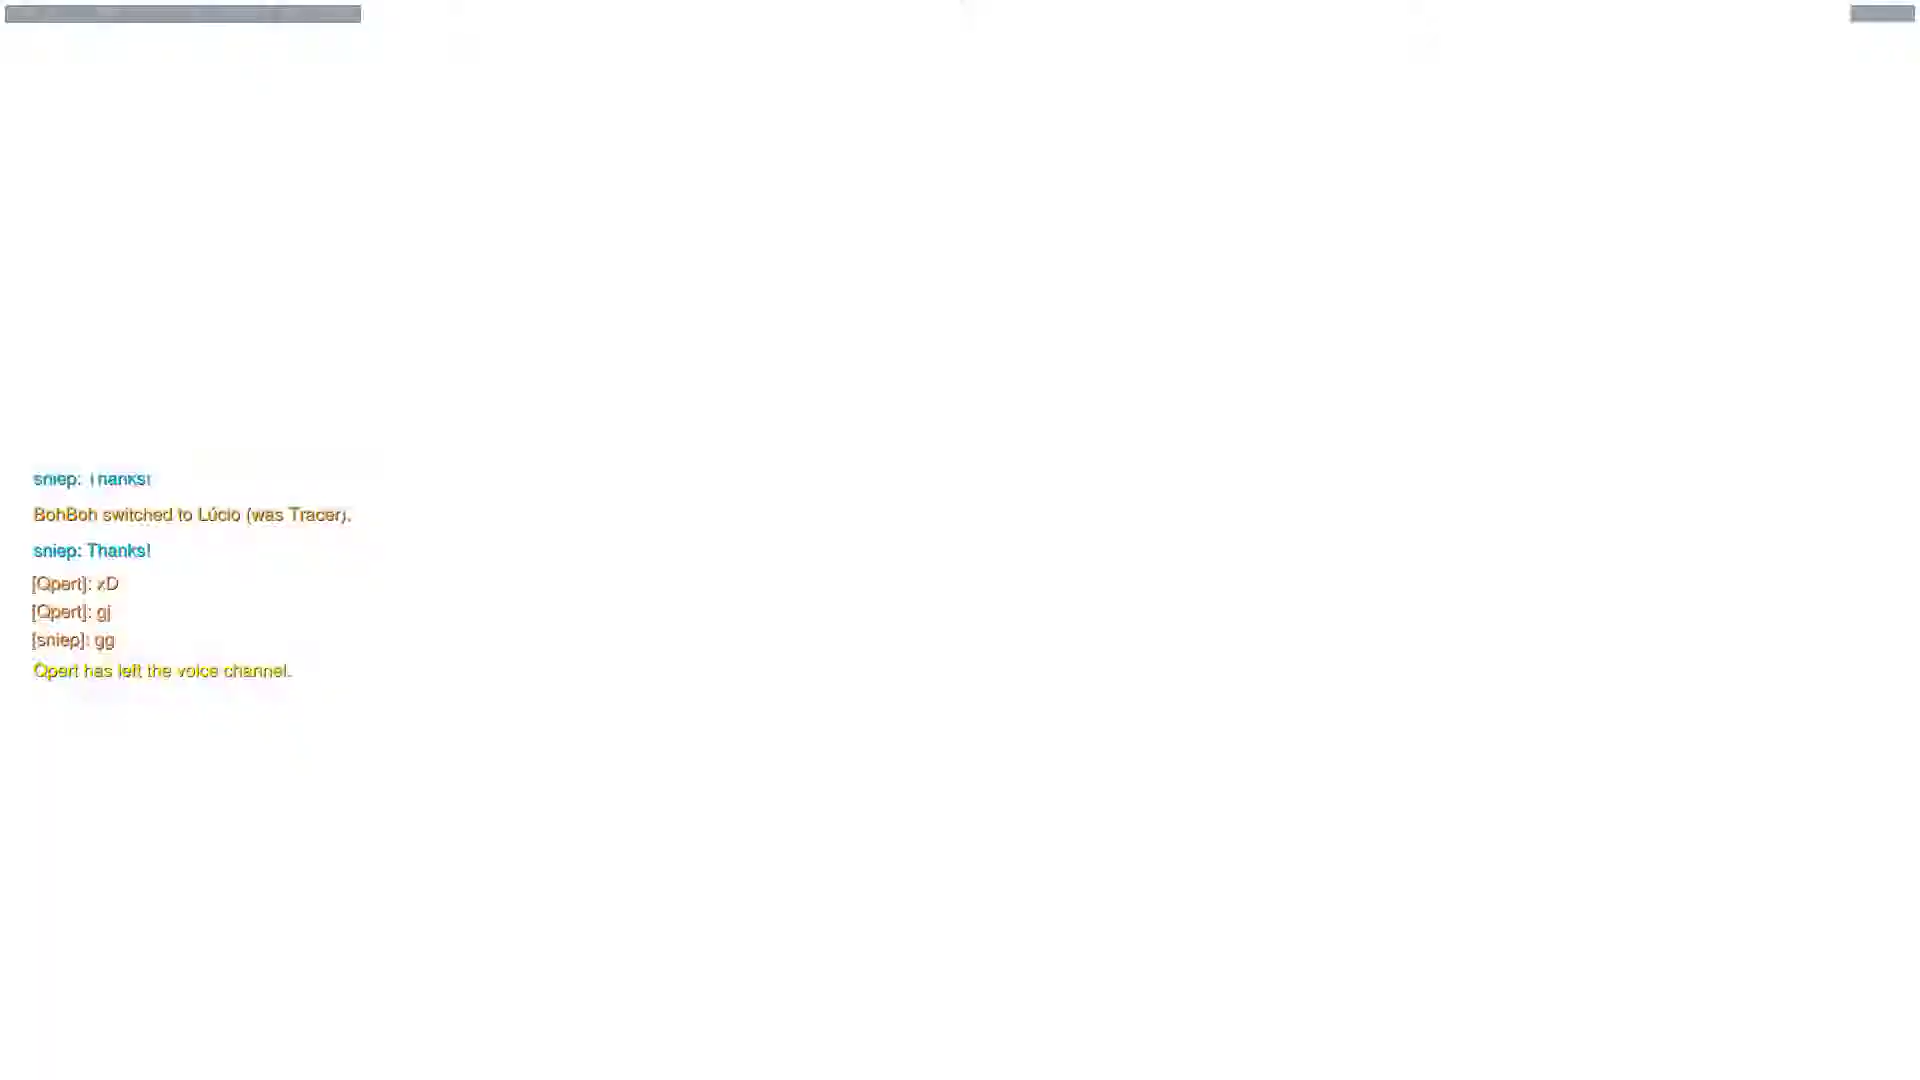 sniep: Thanks!
BohBoh switched to Lúcio (was Tracer).
sniep: Thanks!
[Qpert]: xD
[Qpert]: gj
[sniep]: gg
Qpert has left the voice channel.